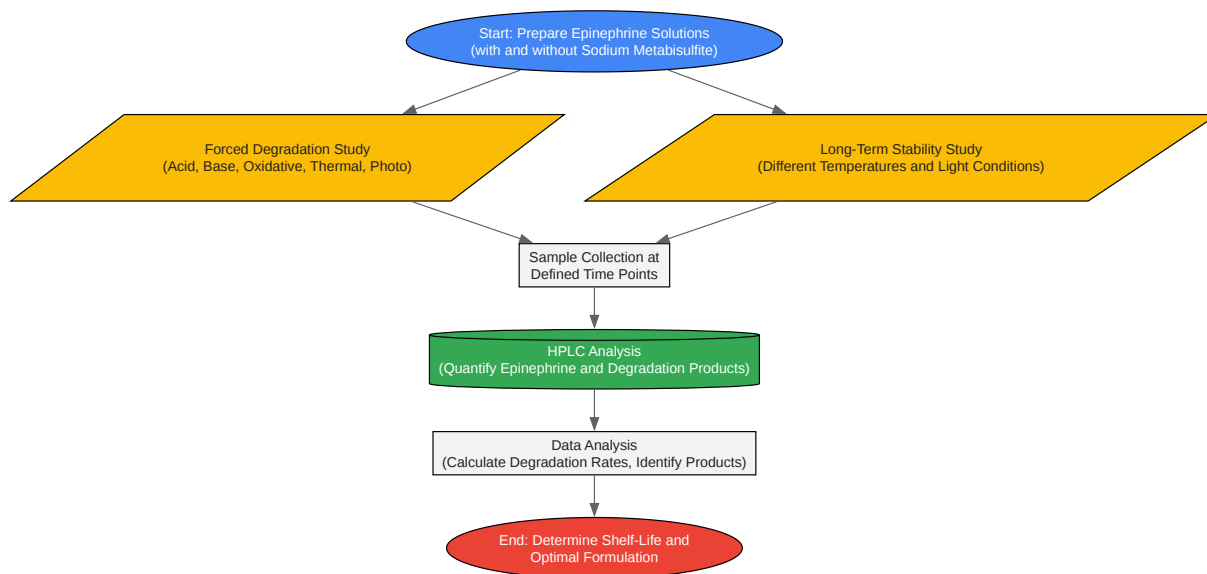 Start: Prepare Epinephrine Solutions
(with and without Sodium Metabisulfite)
Forced Degradation Study
(Acid, Base, Oxidative, Thermal, Photo)
Long-Term Stability Study
(Different Temperatures and Light Conditions)
Sample Collection at
Defined Time Points
HPLC Analysis
(Quantify Epinephrine and Degradation Products)
Data Analysis
(Calculate Degradation Rates, Identify Products)
End: Determine Shelf-Life and
Optimal Formulation